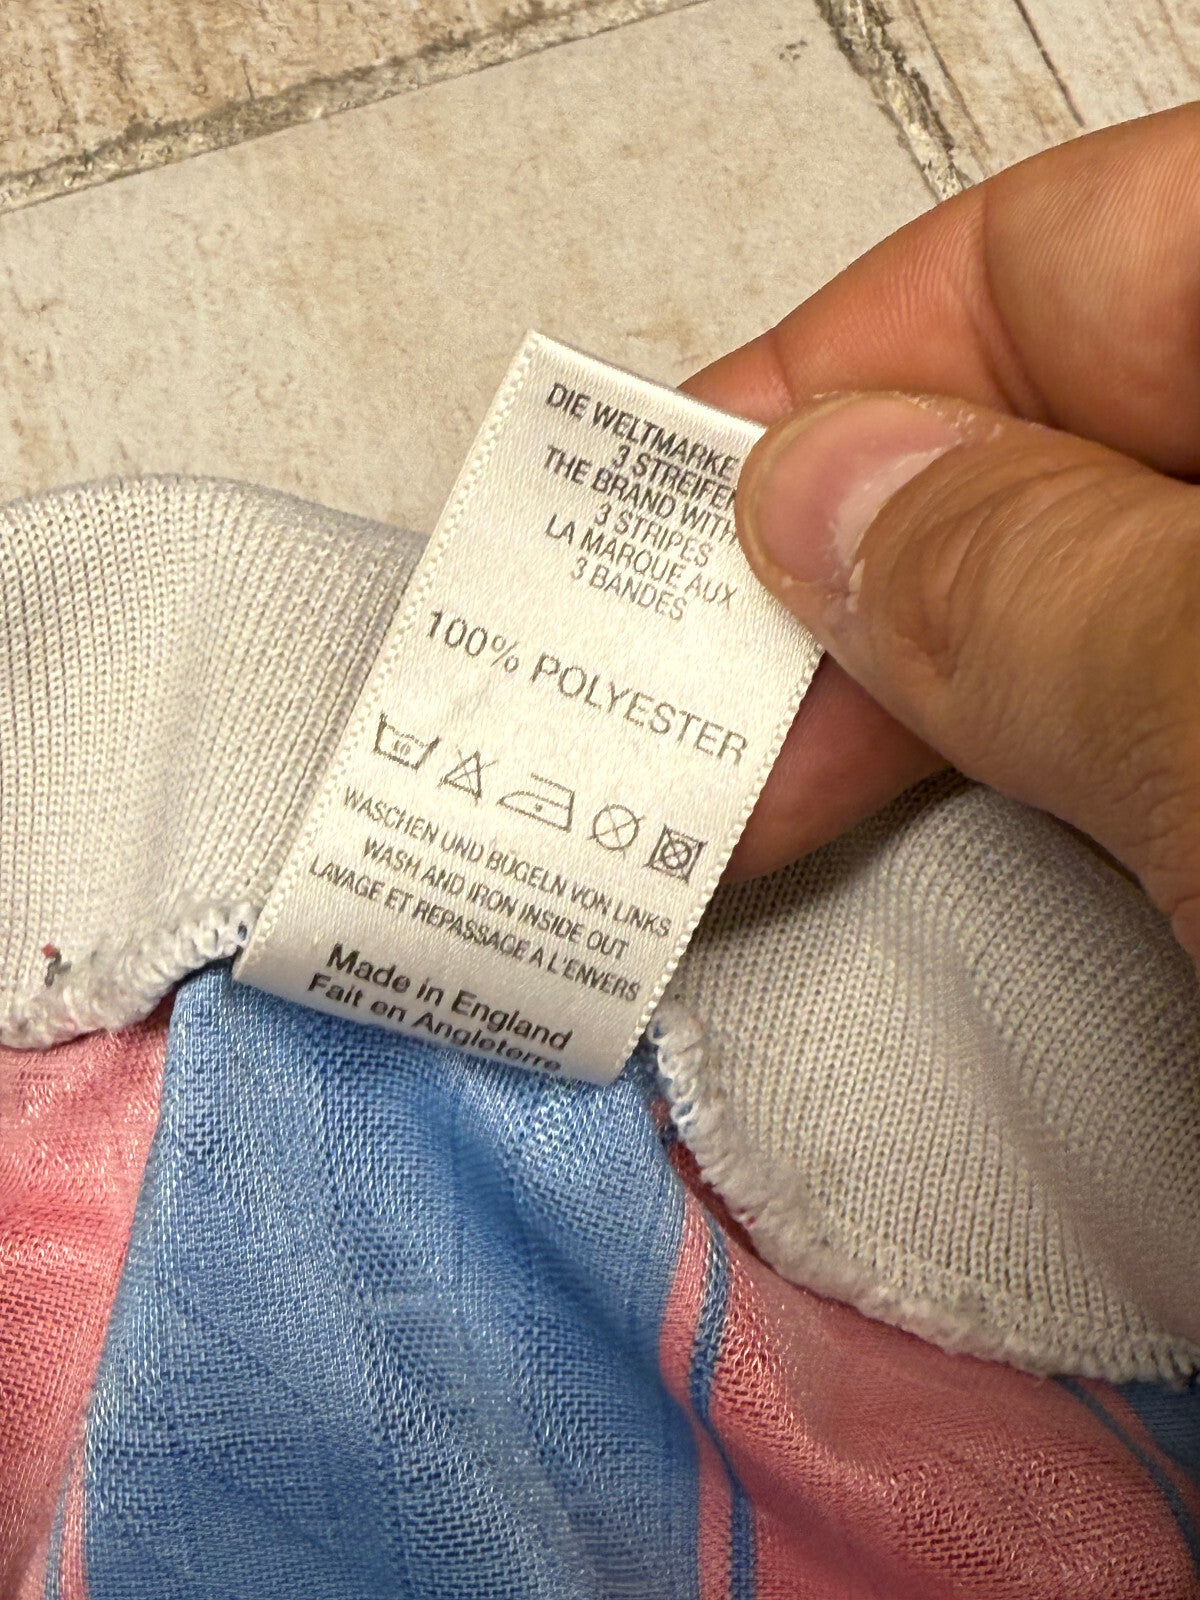 DIE WELTMARKE
3 STREIFEN
THE BRAND WITH
3 STRIPES
LA MARQUE AUX
3 BANDES
100% POLYESTER
40
WASCHEN UND BÜGELN VON LINKS
WASH AND IRON INSIDE OUT
LAVAGE ET REPASSAGE A L'ENVERS
Made in England
Fait en Angleterre